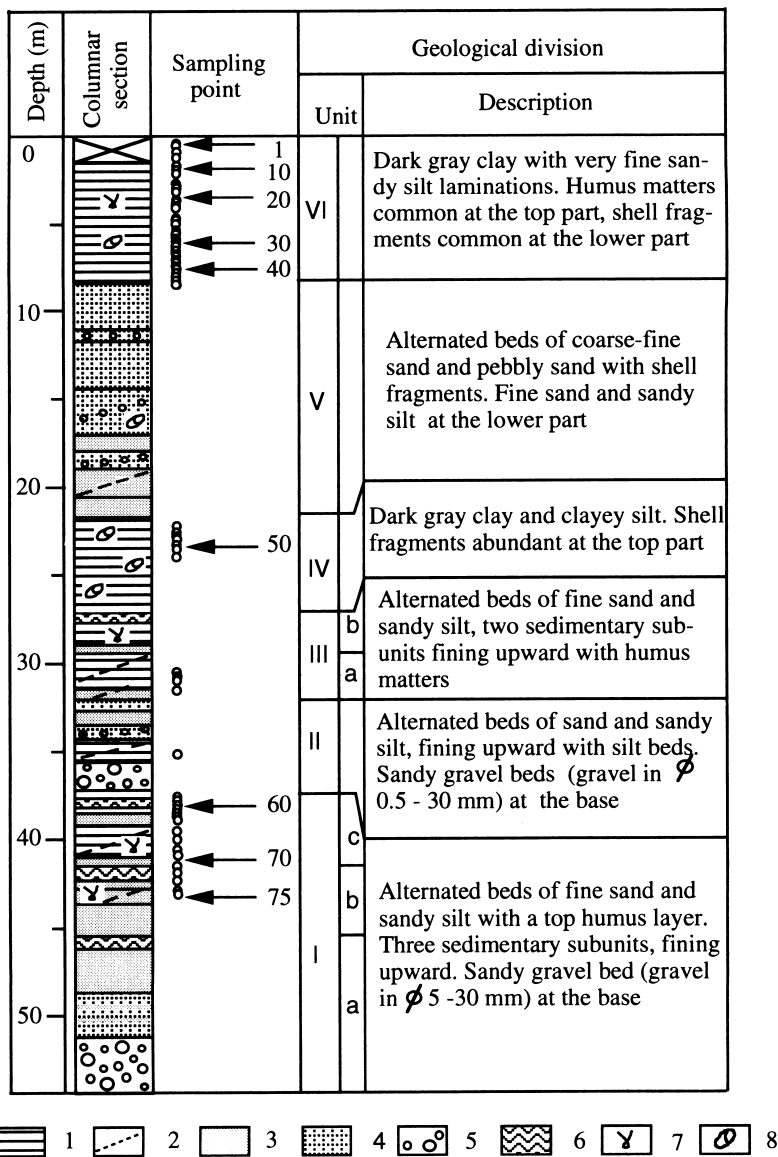 Depth (m)
Columnar
section
Sampling
point
Geological division
Unit
Description
0
10
20
30
40
50
1
10
20
30
40
50
60
70
75
VI
Dark gray clay with very fine san-
dy silt laminations. Humus matters
common at the top part, shell frag-
ments common at the lower part
V
Alternated beds of coarse-fine
sand and pebbly sand with shell
fragments. Fine sand and sandy
silt at the lower part
IV
Dark gray clay and clayey silt. Shell
fragments abundant at the top part
III
b
a
Alternated beds of fine sand and
sandy silt, two sedimentary sub-
units fining upward with humus
matters
II
Alternated beds of sand and sandy
silt, fining upward with silt beds.
Sandy gravel beds (gravel in ϕ
0.5 - 30 mm) at the base
I
c
b
a
Alternated beds of fine sand and
sandy silt with a top humus layer.
Three sedimentary subunits, fining
upward. Sandy gravel bed (gravel
in ϕ 5 -30 mm) at the base
1 2 3 4 5 6 7 8